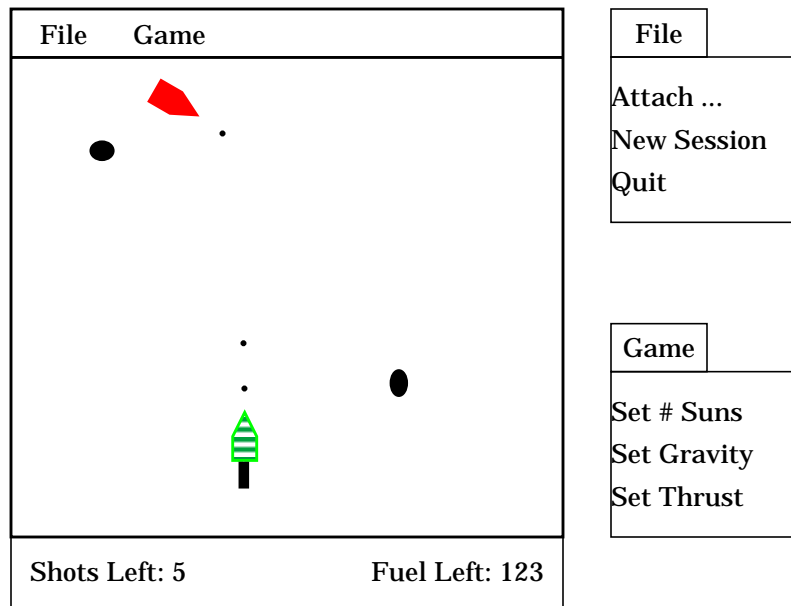 File Game
Shots Left: 5 Fuel Left: 123
File
Attach ...
New Session
Quit
Game
Set # Suns
Set Gravity
Set Thrust